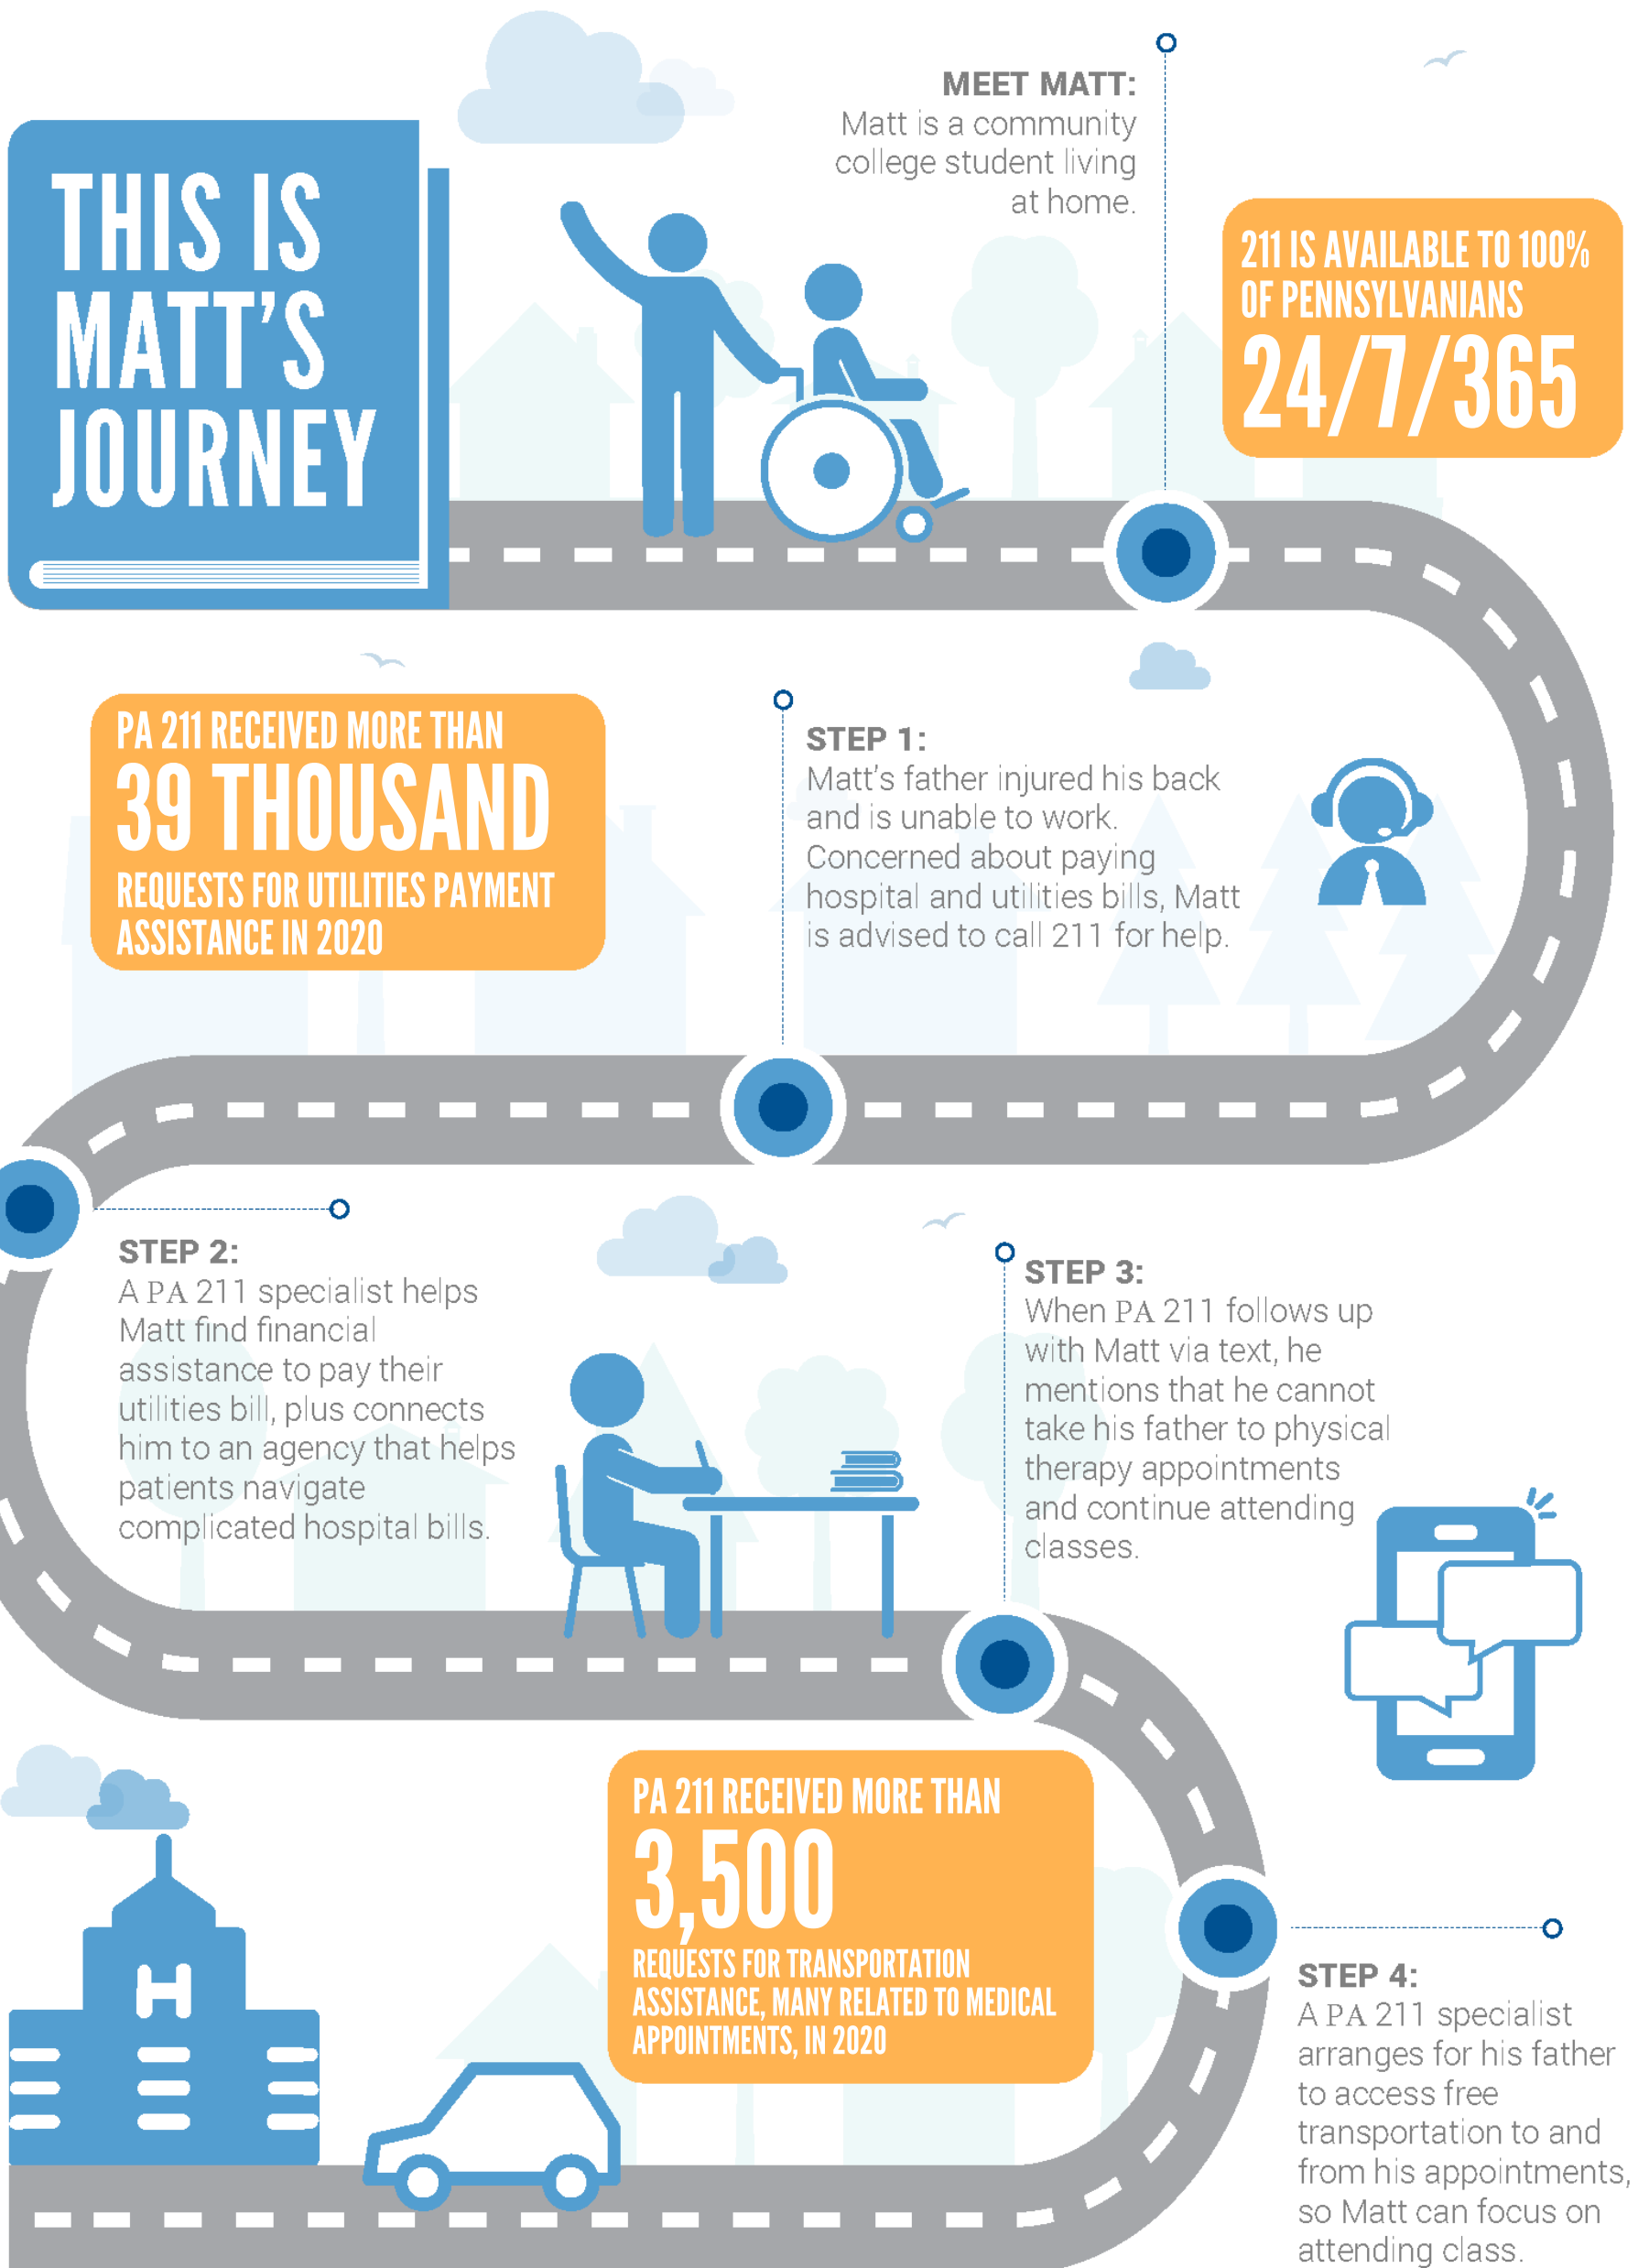 THIS IS
MATT'S
JOURNEY
MEET MATT:
Matt is a community
college student living
at home.
211 IS AVAILABLE TO 100%
OF PENNSYLVANIANS
24/7/365
PA 211 RECEIVED MORE THAN
39 THOUSAND
REQUESTS FOR UTILITIES PAYMENT
ASSISTANCE IN 2020
STEP 1:
Matt's father injured his back
and is unable to work.
Concerned about paying
hospital and utilities bills, Matt
is advised to call 211 for help.
STEP 2:
A PA 211 specialist helps
Matt find financial
assistance to pay their
utilities bill, plus connects
him to an agency that helps
patients navigate
complicated hospital bills.
STEP 3:
When PA 211 follows up
with Matt via text, he
mentions that he cannot
take his father to physical
therapy appointments
and continue attending
classes.
PA 211 RECEIVED MORE THAN
3,500
REQUESTS FOR TRANSPORTATION
ASSISTANCE, MANY RELATED TO MEDICAL
APPOINTMENTS, IN 2020
H
STEP 4:
A PA 211 specialist
arranges for his father
to access free
transportation to and
from his appointments,
so Matt can focus on
attending class.